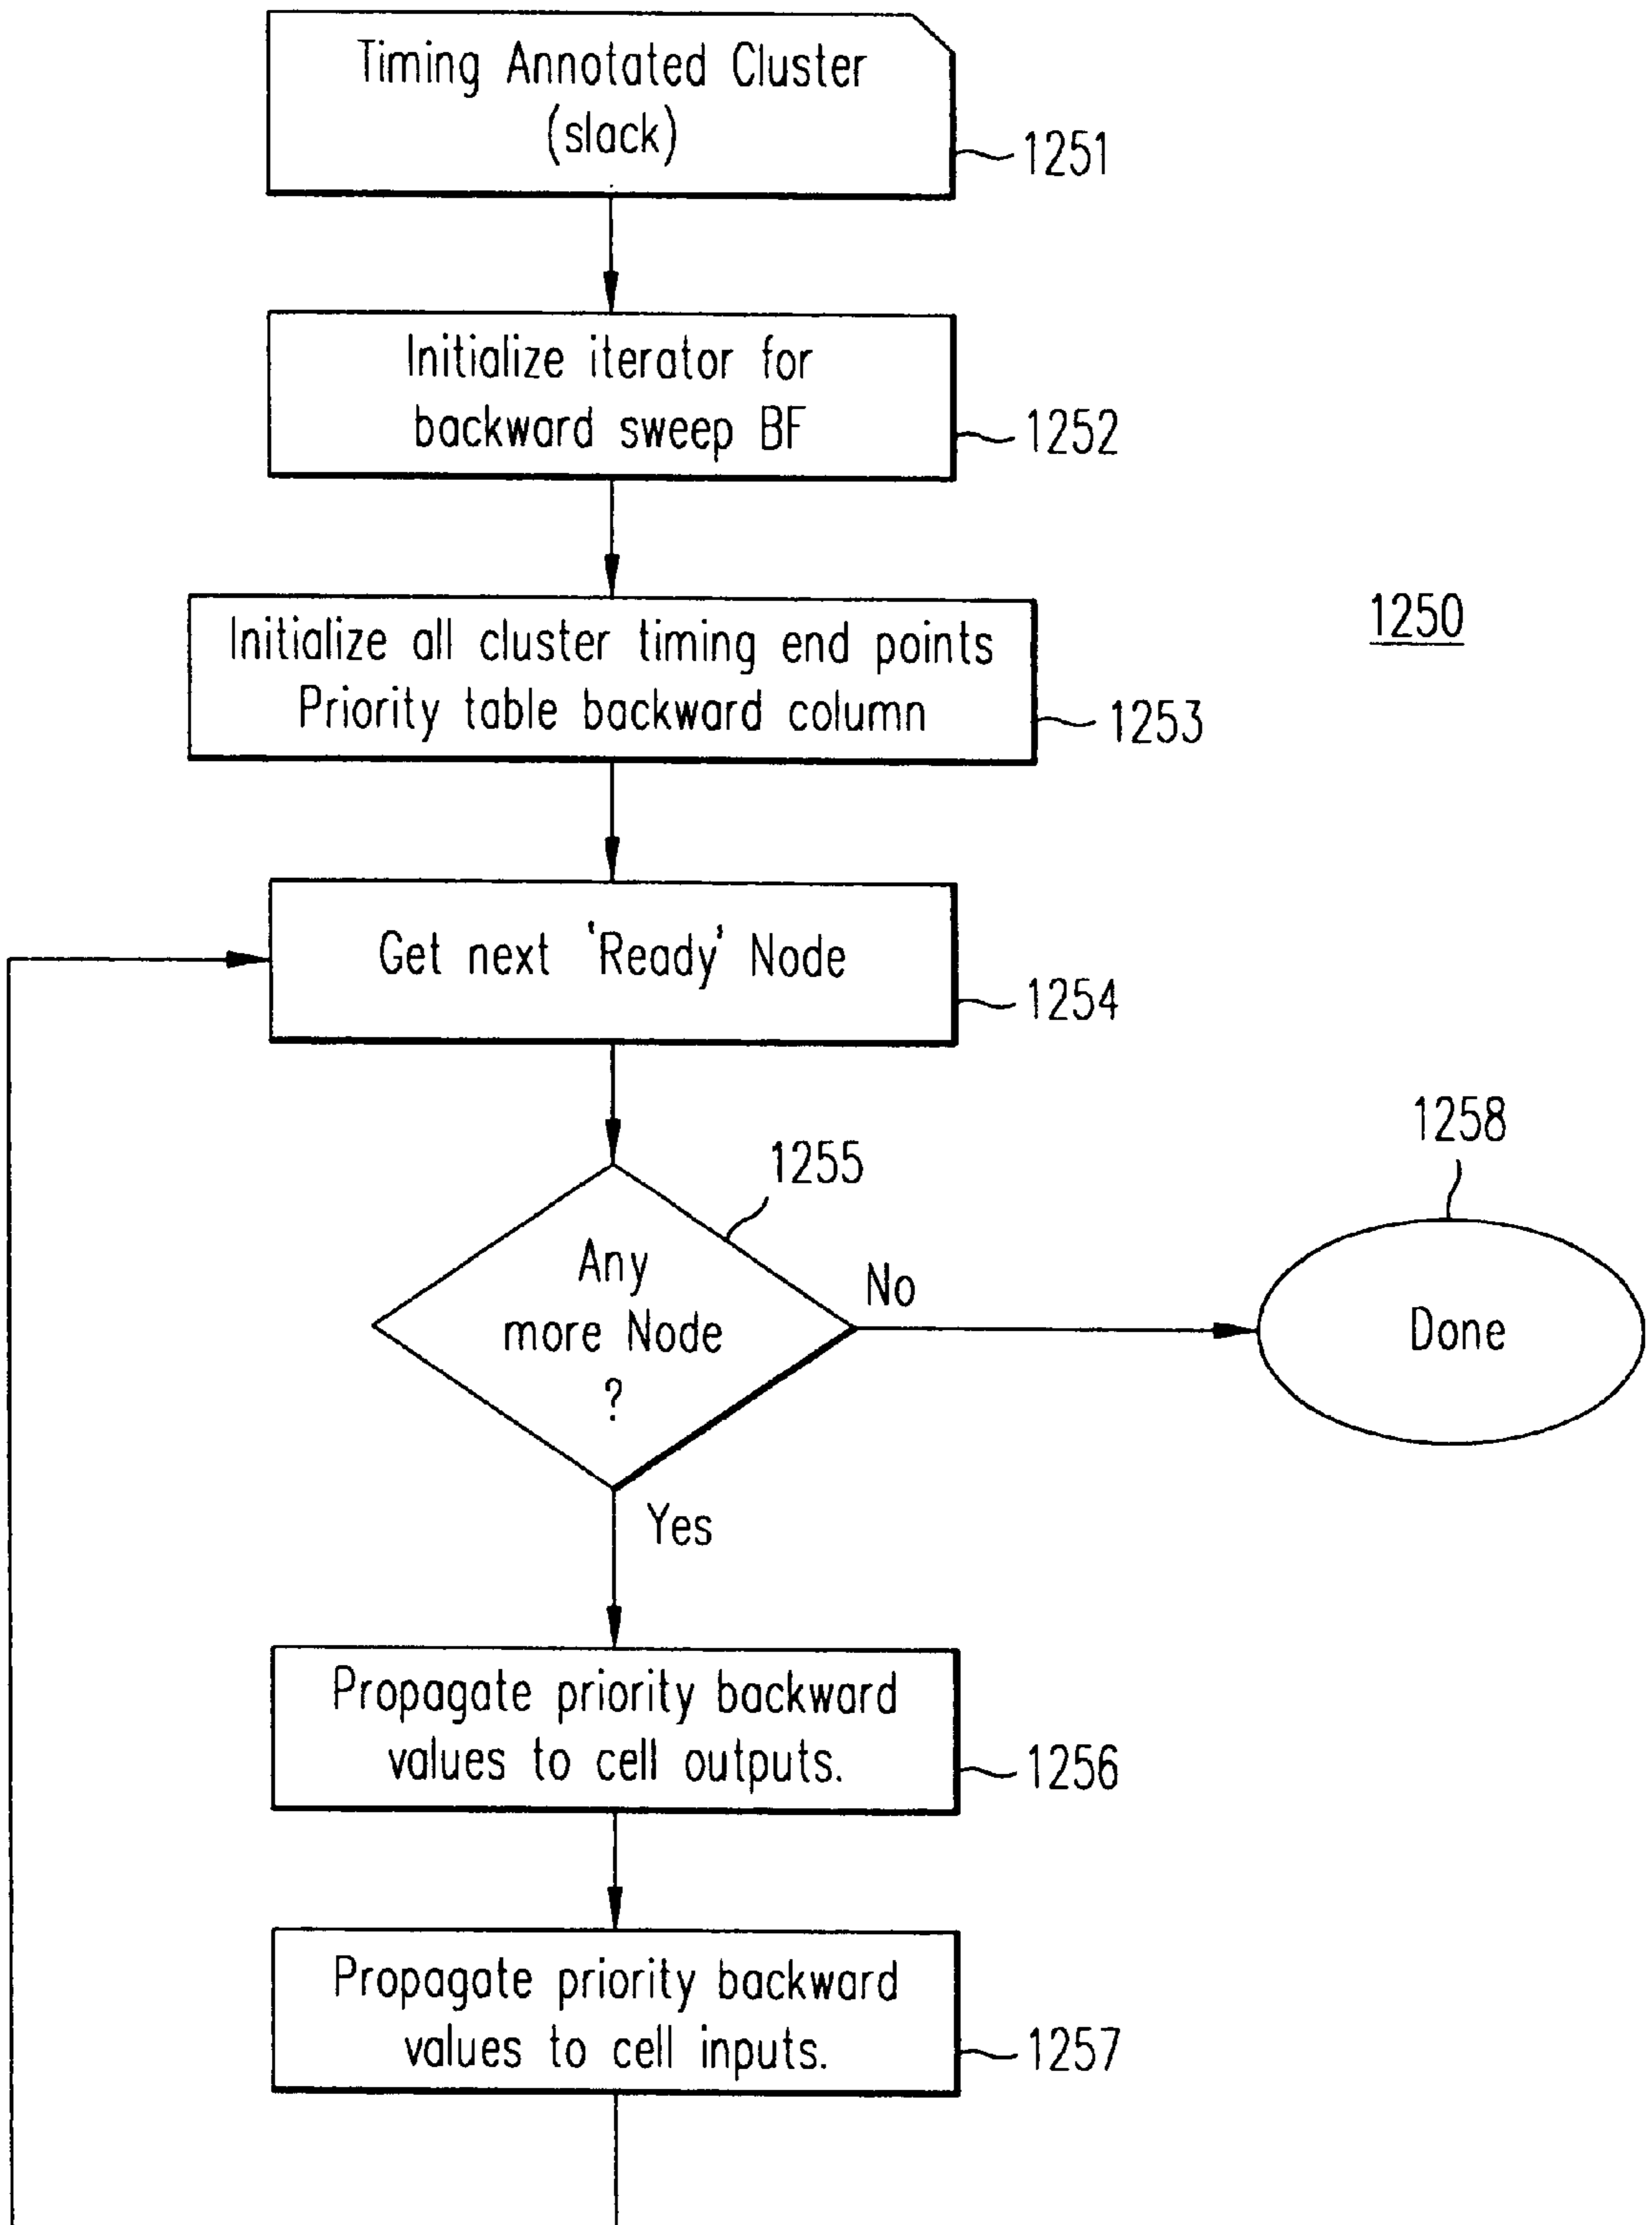 Timing Annotated Cluster
(slack)
1251
Initialize iterator for
backward sweep BF
1252
1250
Initialize all cluster timing end points
Priority table backward column
1253
Get next 'Ready' Node
1254
1255
1258
Any
more Node
?
No
Done
Yes
Propagate priority backward
values to cell outputs.
1256
Propagate priority backward
values to cell inputs.
1257